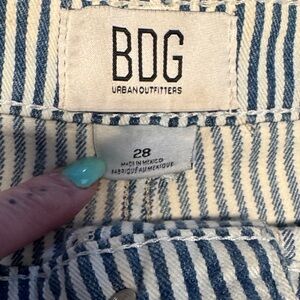 BDG
URBAN OUTFITTERS
28
MADE IN MEXICO
FABRIQUÉ AU MEXIQUE